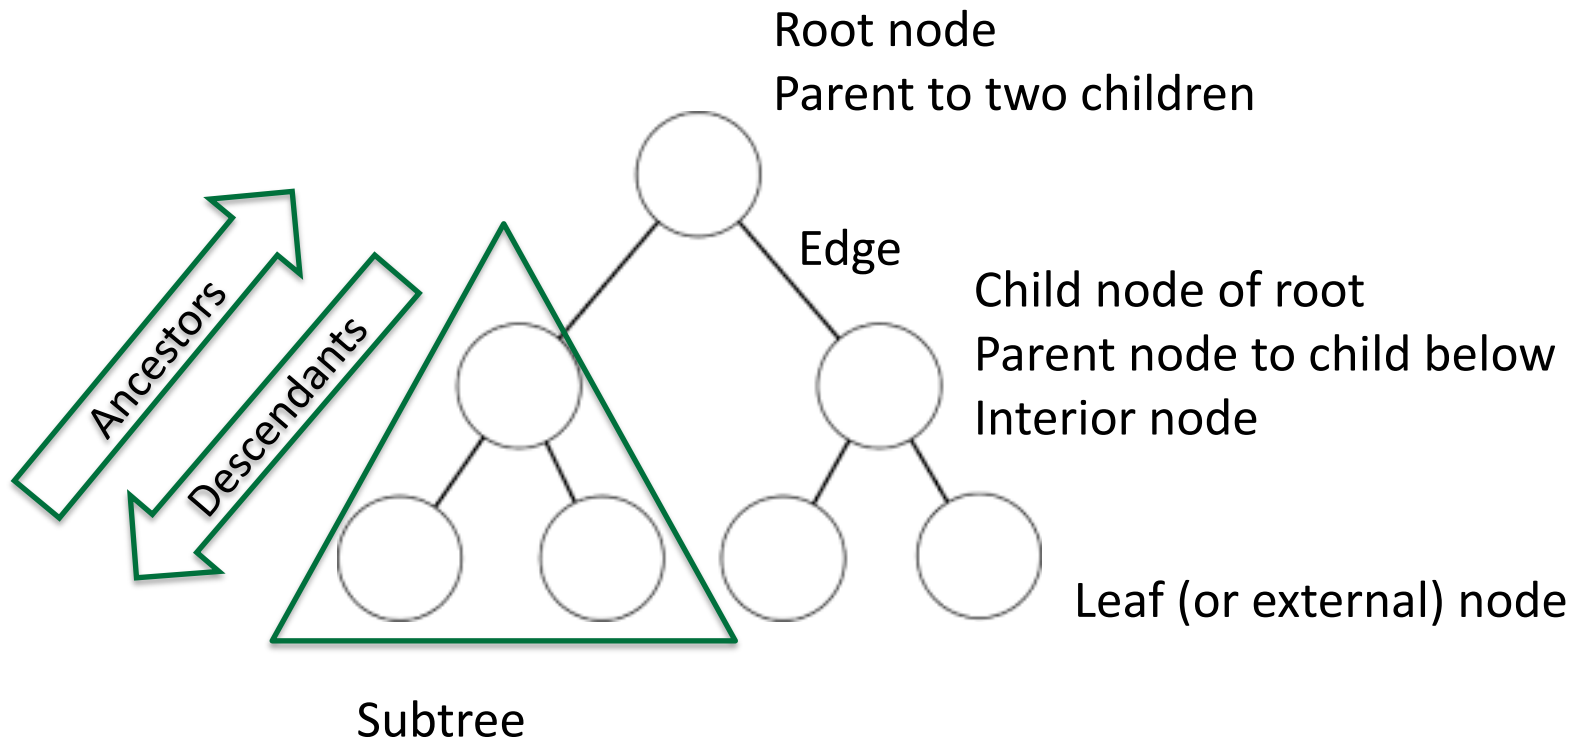 Root node
Parent to two children
Edge
Child node of root
Parent node to child below
Interior node
Ancestors
Descendants
Leaf (or external) node
Subtree